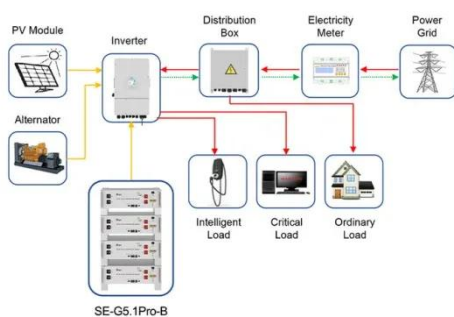 PV Module
Inverter
Distribution
Box
Electricity
Meter
Power
Grid
Alternator
Intelligent
Load
Critical
Load
Ordinary
Load
SE-G5.1Pro-B